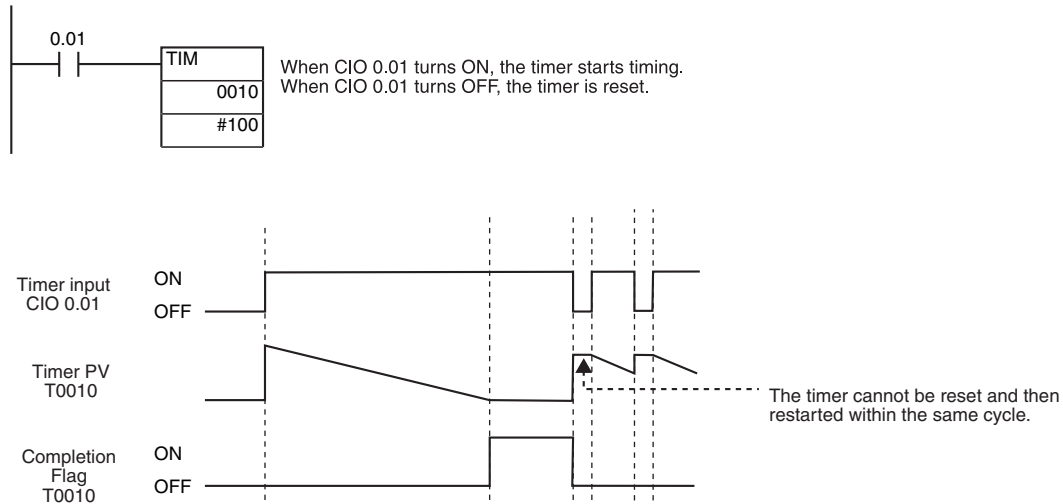 0.01
TIM
0010
#100
When CIO 0.01 turns ON, the timer starts timing.
When CIO 0.01 turns OFF, the timer is reset.
Timer input
CIO 0.01
ON
OFF
Timer PV
T0010
The timer cannot be reset and then
restarted within the same cycle.
Completion
Flag
T0010
ON
OFF